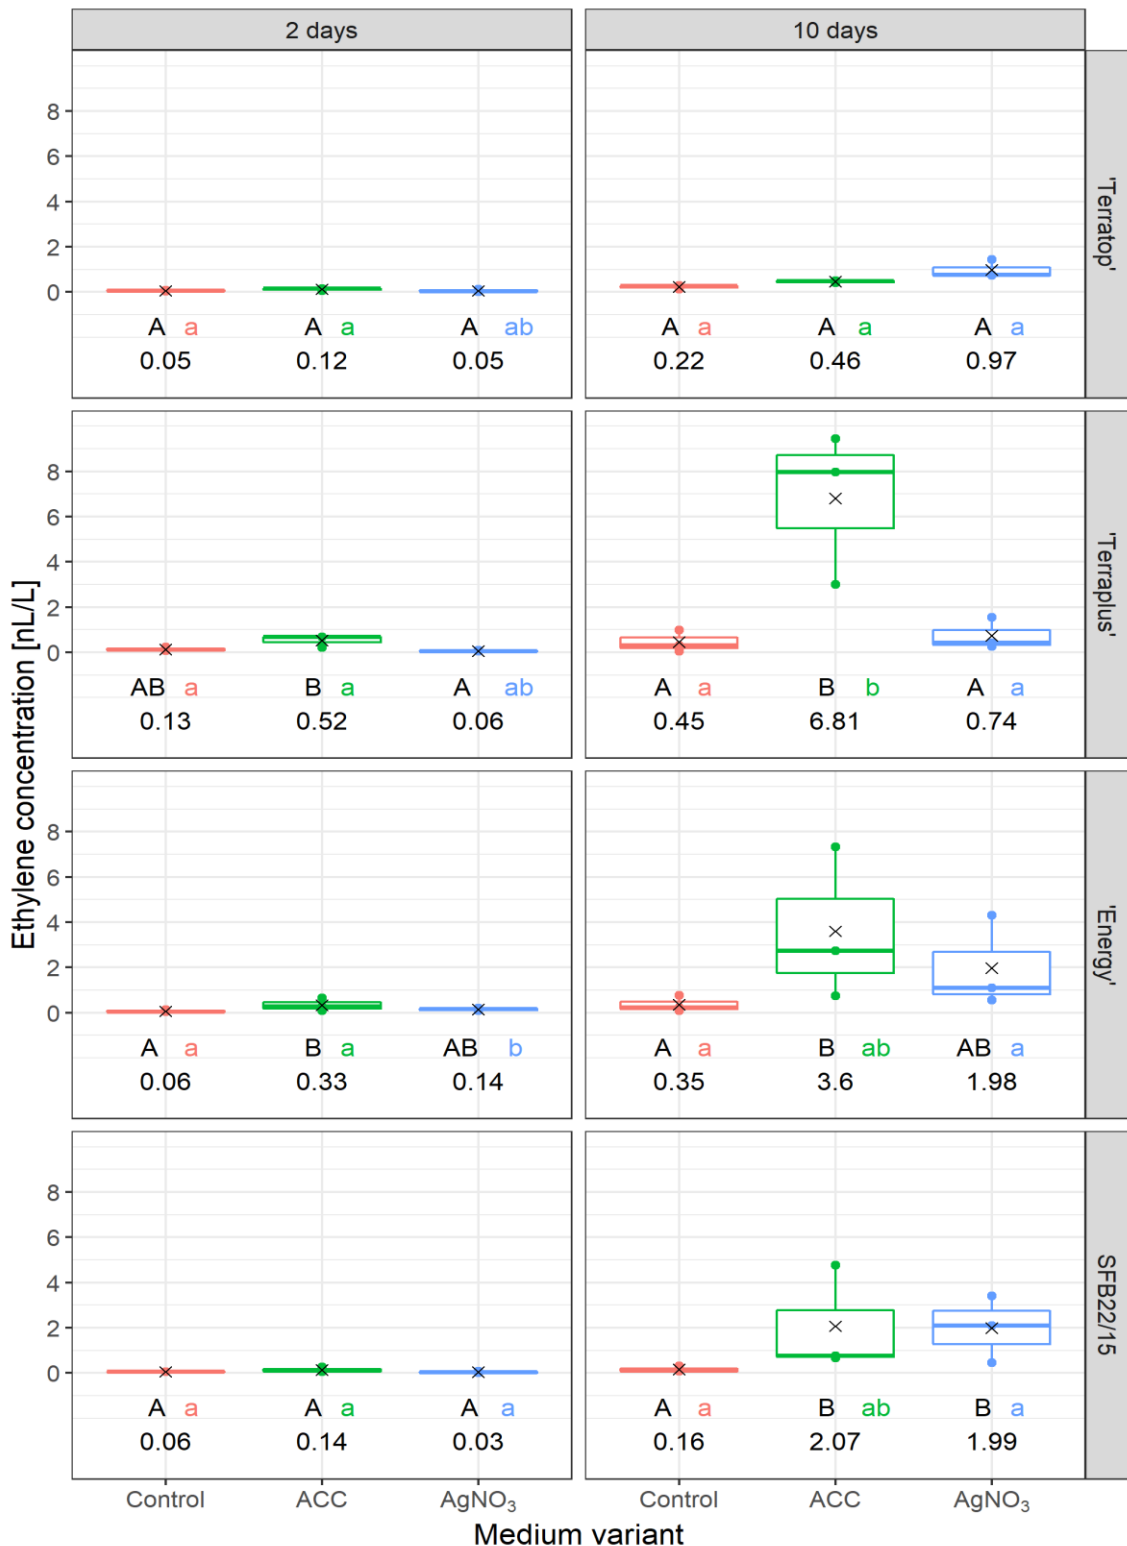 2 days 10 days
8
6
4
2
0
A a A a A ab A a A a A a
0.05 0.12 0.05 0.22 0.46 0.97
'Terratop'
8
6
4
2
0
AB a B a A ab A a B b A a
0.13 0.52 0.06 0.45 6.81 0.74
'Terraplus'
Ethylene concentration [nL/L]
8
6
4
2
0
A a B a AB b A a B ab AB a
0.06 0.33 0.14 0.35 3.6 1.98
'Energy'
8
6
4
2
0
A a A a A a A a B ab B a
0.06 0.14 0.03 0.16 2.07 1.99
SFB22/15
Control ACC AgNO₃ Control ACC AgNO₃
Medium variant